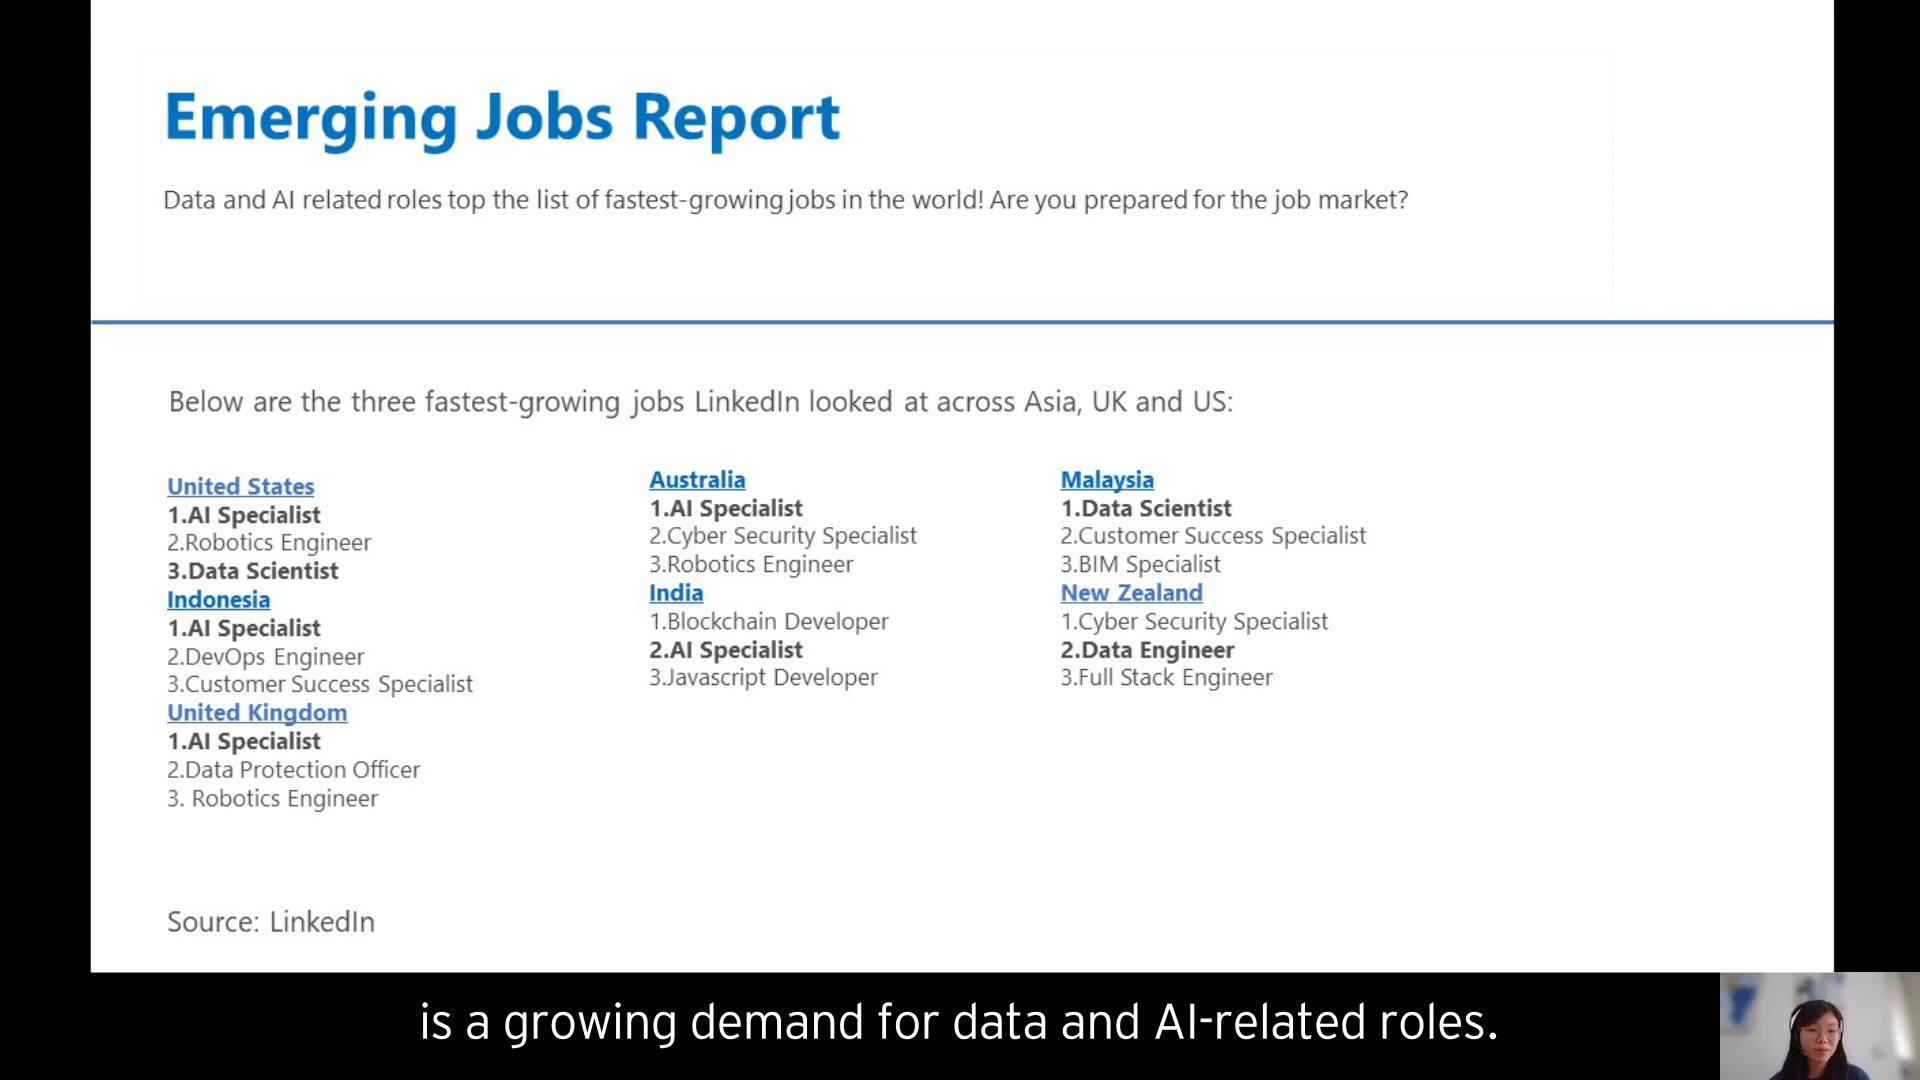 Emerging Jobs Report
Data and AI related roles top the list of fastest-growing jobs in the world! Are you prepared for the job market?
Below are the three fastest-growing jobs LinkedIn looked at across Asia, UK and US:
United States
1.AI Specialist
2.Robotics Engineer
3.Data Scientist
Indonesia
1.AI Specialist
2.DevOps Engineer
3.Customer Success Specialist
United Kingdom
1.AI Specialist
2.Data Protection Officer
3. Robotics Engineer
Australia
1.AI Specialist
2.Cyber Security Specialist
3.Robotics Engineer
India
1.Blockchain Developer
2.AI Specialist
3.Javascript Developer
Malaysia
1.Data Scientist
2.Customer Success Specialist
3.BIM Specialist
New Zealand
1.Cyber Security Specialist
2.Data Engineer
3.Full Stack Engineer
Source: LinkedIn
is a growing demand for data and AI-related roles.